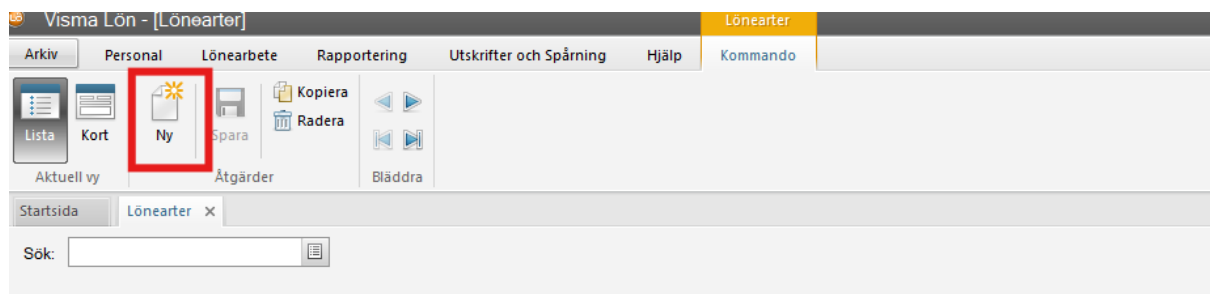 Visma Lön - [Lönearter]
Lönearter
Arkiv Personal Lönearbete Rapportering Utskrifter och Spårning Hjälp Kommando
Lista Kort Ny Spara Kopiera
Radera
Aktuell vy Åtgärder Bläddra
Startsida Lönearter
Sök: